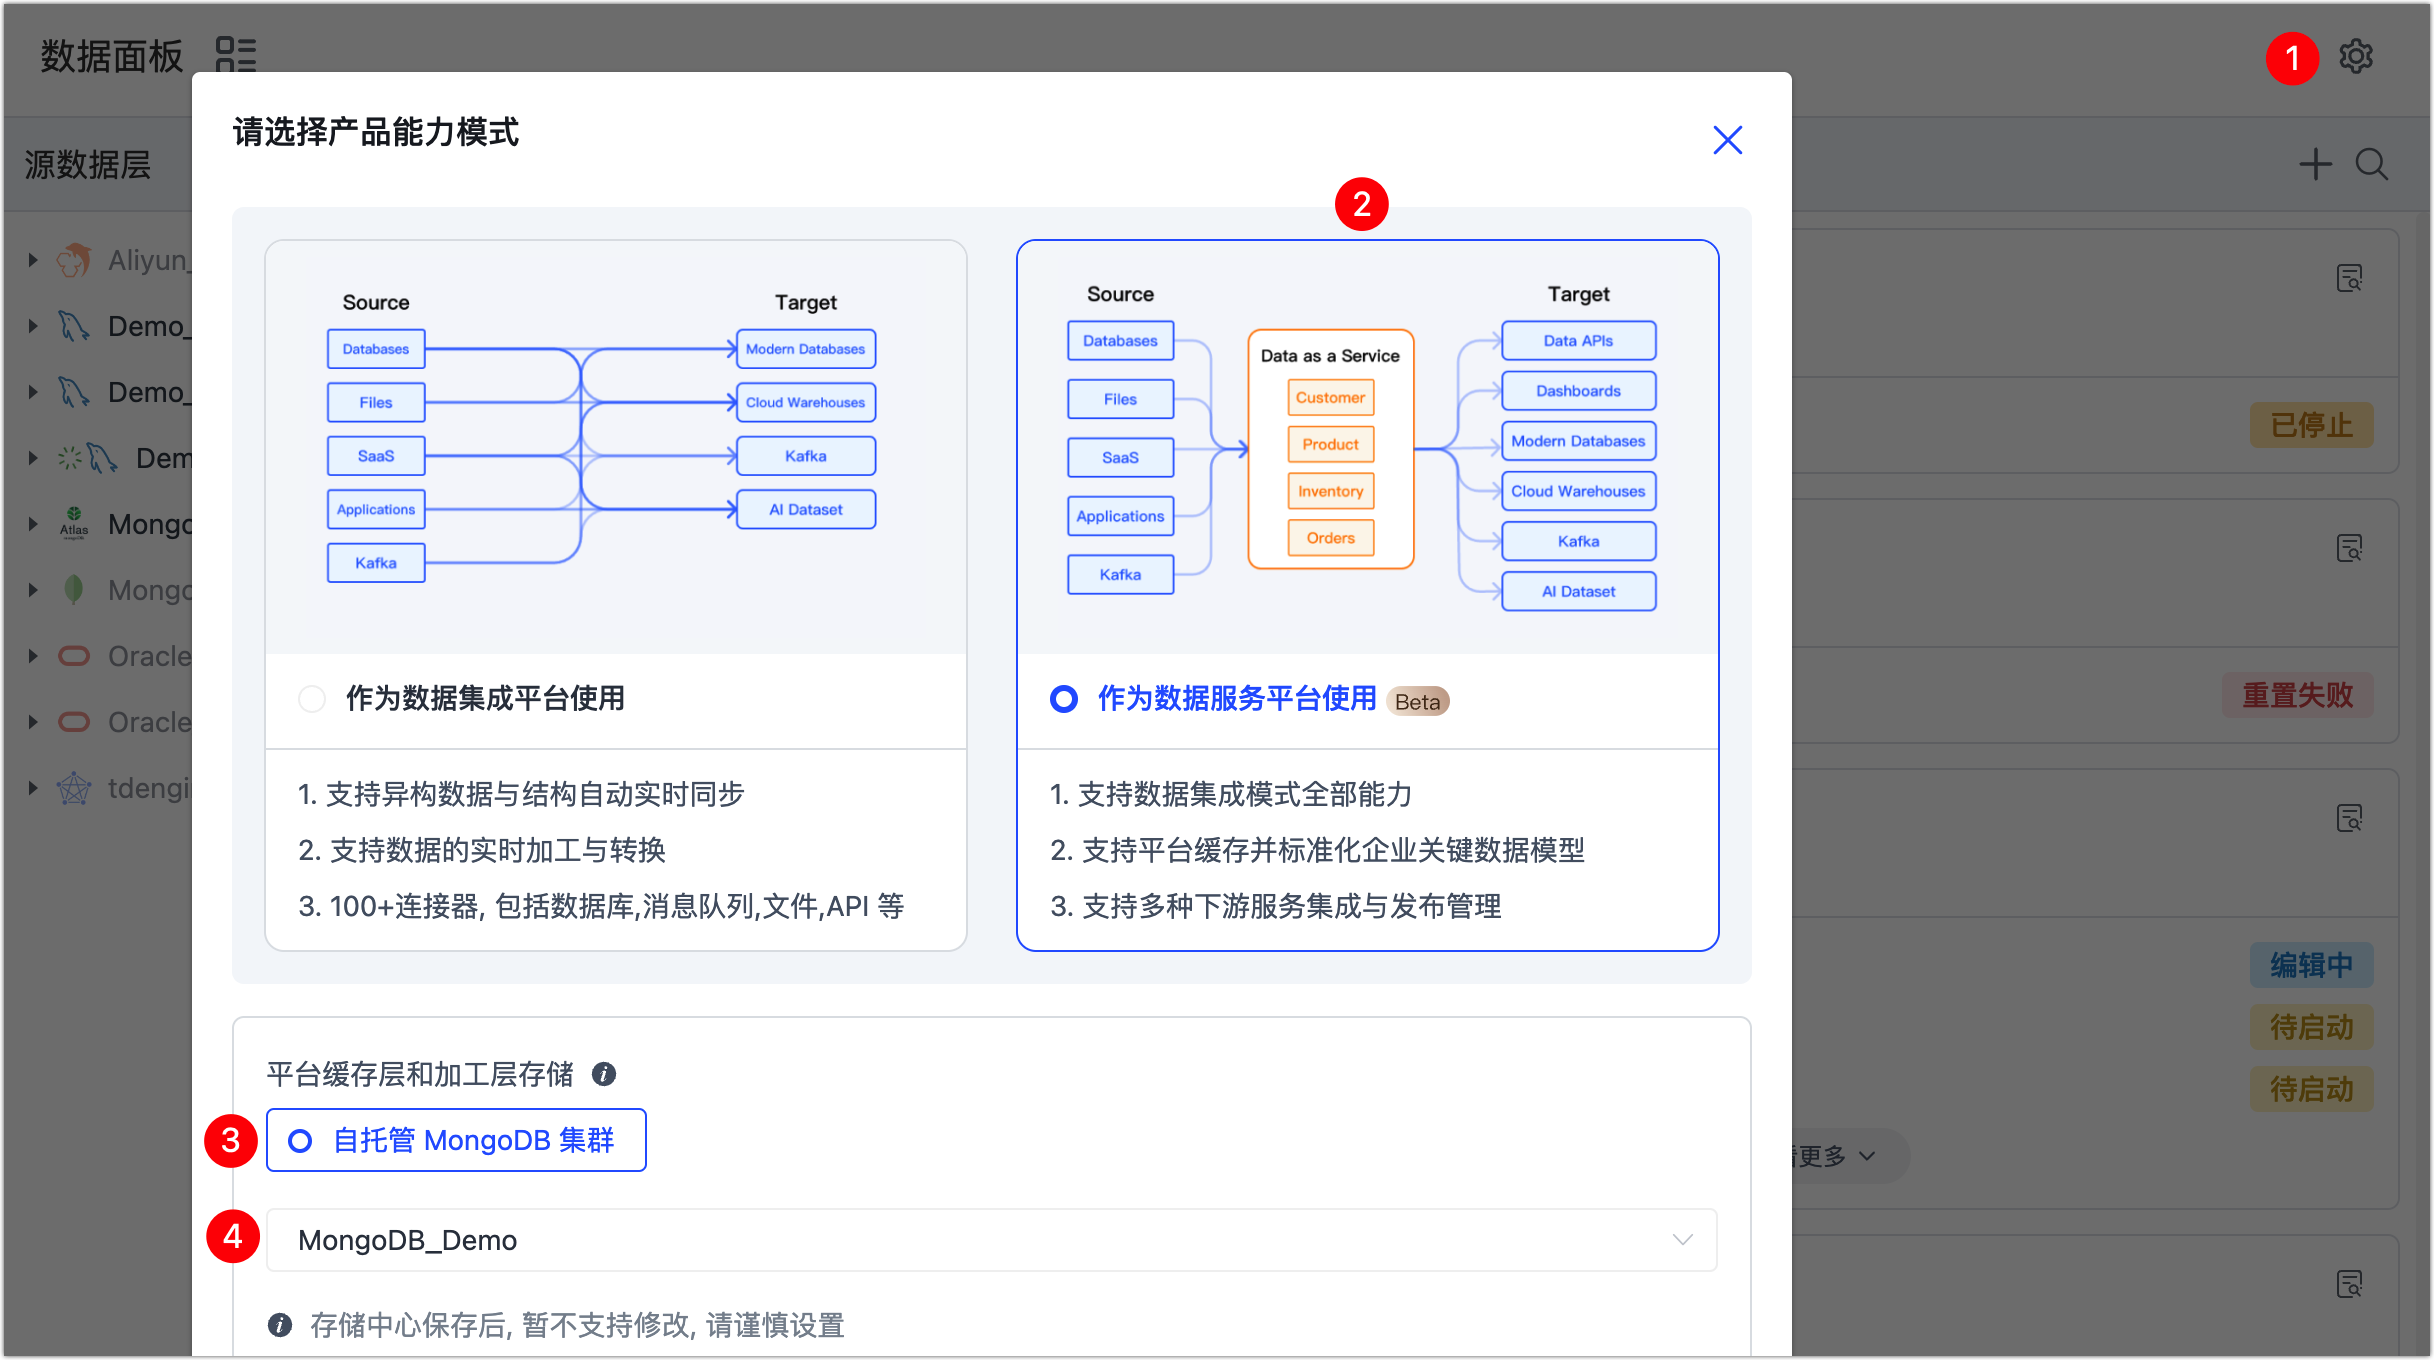 数据面板
1
源数据层
Aliyun_
Demo_
Demo_
Dem
Atlas
Mongo
Mongo
Oracle
Oracle
tdengi
请选择产品能力模式
2
Source
Target
Databases
Files
SaaS
Applications
Kafka
Modern Databases
Cloud Warehouses
Kafka
AI Dataset
作为数据集成平台使用
1. 支持异构数据与结构自动实时同步
2. 支持数据的实时加工与转换
3. 100+连接器, 包括数据库,消息队列,文件,API 等
Source
Target
Databases
Files
SaaS
Applications
Kafka
Data as a Service
Customer
Product
Inventory
Orders
Data APIs
Dashboards
Modern Databases
Cloud Warehouses
Kafka
AI Dataset
作为数据服务平台使用 Beta
1. 支持数据集成模式全部能力
2. 支持平台缓存并标准化企业关键数据模型
3. 支持多种下游服务集成与发布管理
平台缓存层和加工层存储
3
自托管 MongoDB 集群
4
MongoDB_Demo
存储中心保存后, 暂不支持修改, 请谨慎设置
已停止
重置失败
编辑中
待启动
待启动
更多